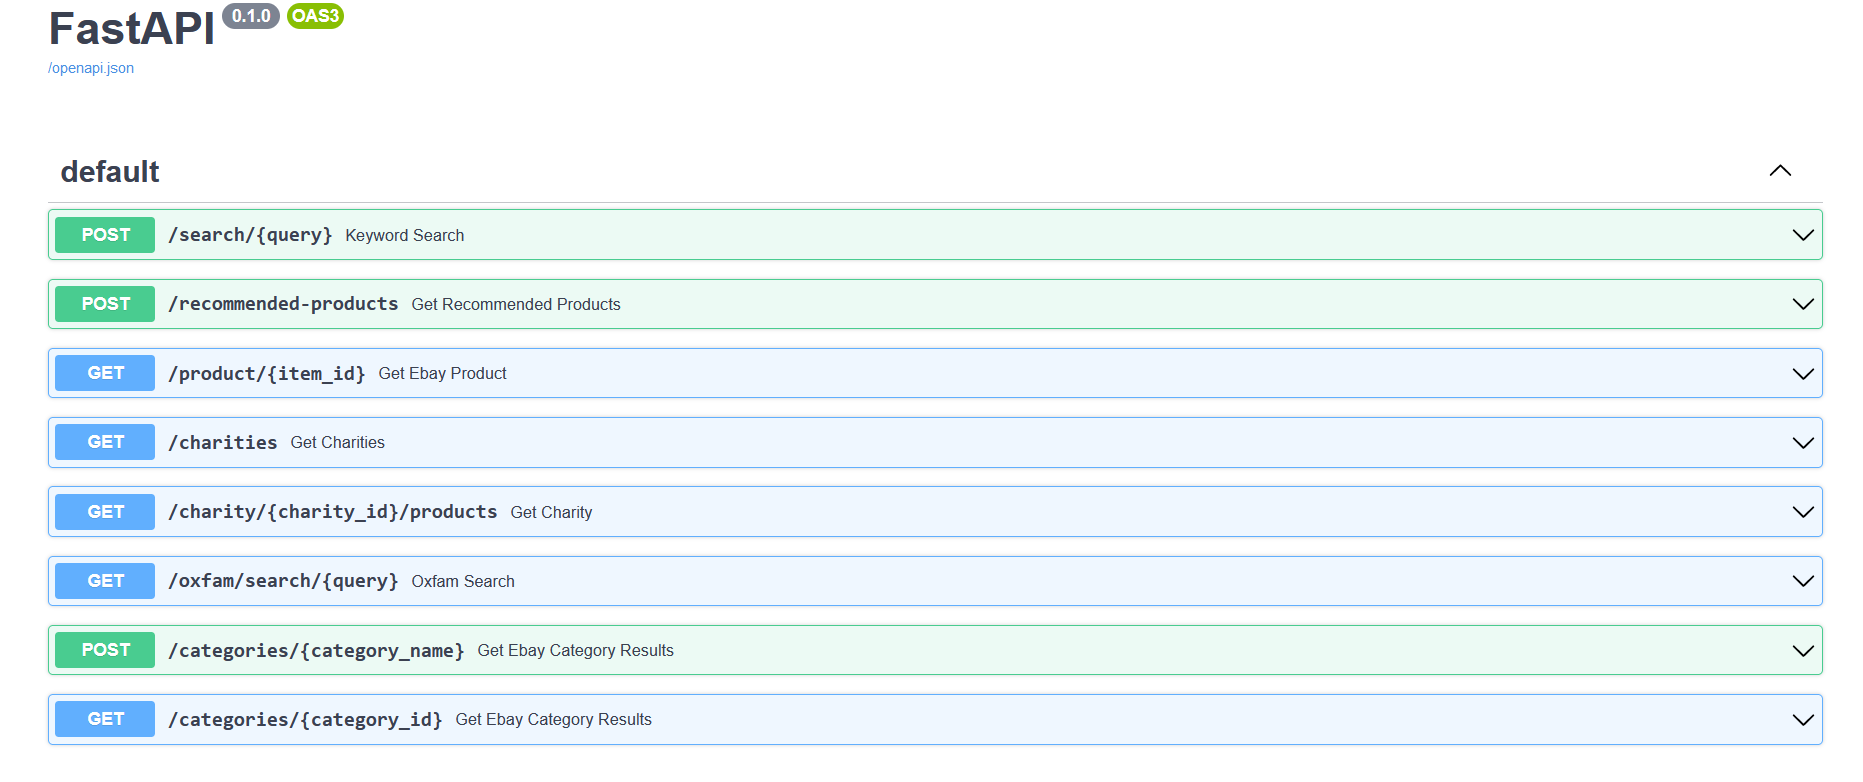 FastAPI 0.1.0 OAS3
/openapi.json
default
POST /search/{query} Keyword Search
POST /recommended-products Get Recommended Products
GET /product/{item_id} Get Ebay Product
GET /charities Get Charities
GET /charity/{charity_id}/products Get Charity
GET /oxfam/search/{query} Oxfam Search
POST /categories/{category_name} Get Ebay Category Results
GET /categories/{category_id} Get Ebay Category Results